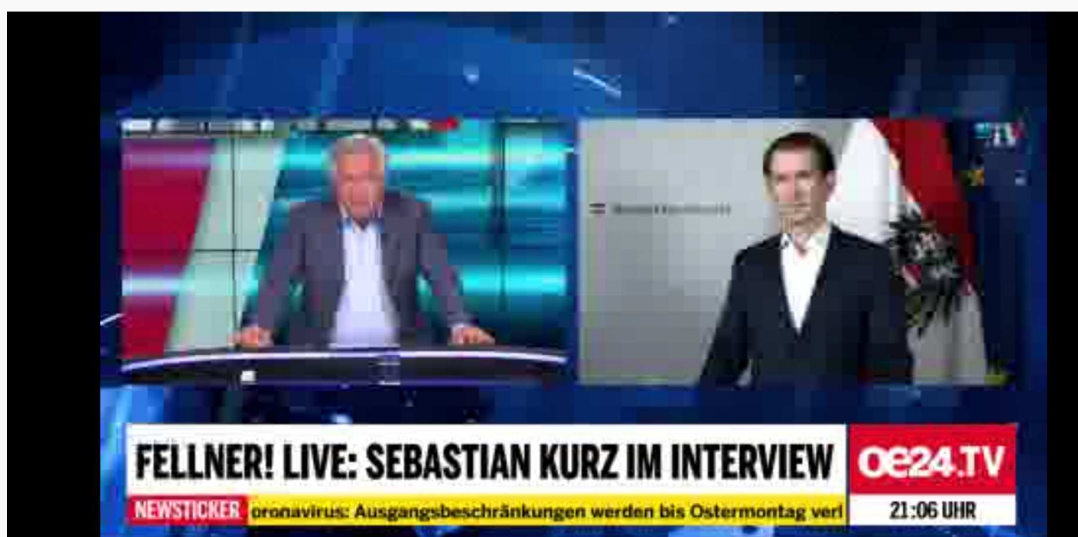 FELLNER! LIVE: SEBASTIAN KURZ IM INTERVIEW
oe24.TV
NEWSTICKER oronavirus: Ausgangsbeschränkungen werden bis Ostermontag verl
21:06 UHR